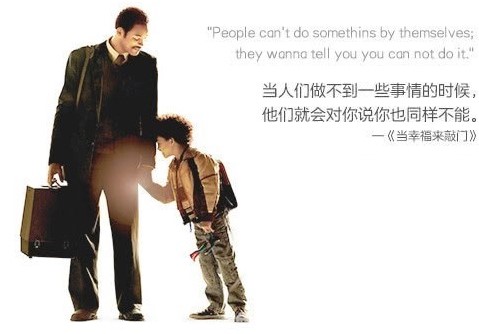 "People can't do somethins by themselves;
they wanna tell you you can not do it."
当人们做不到一些事情的时候，
他们就会对你说你也同样不能。
—《当幸福来敲门》